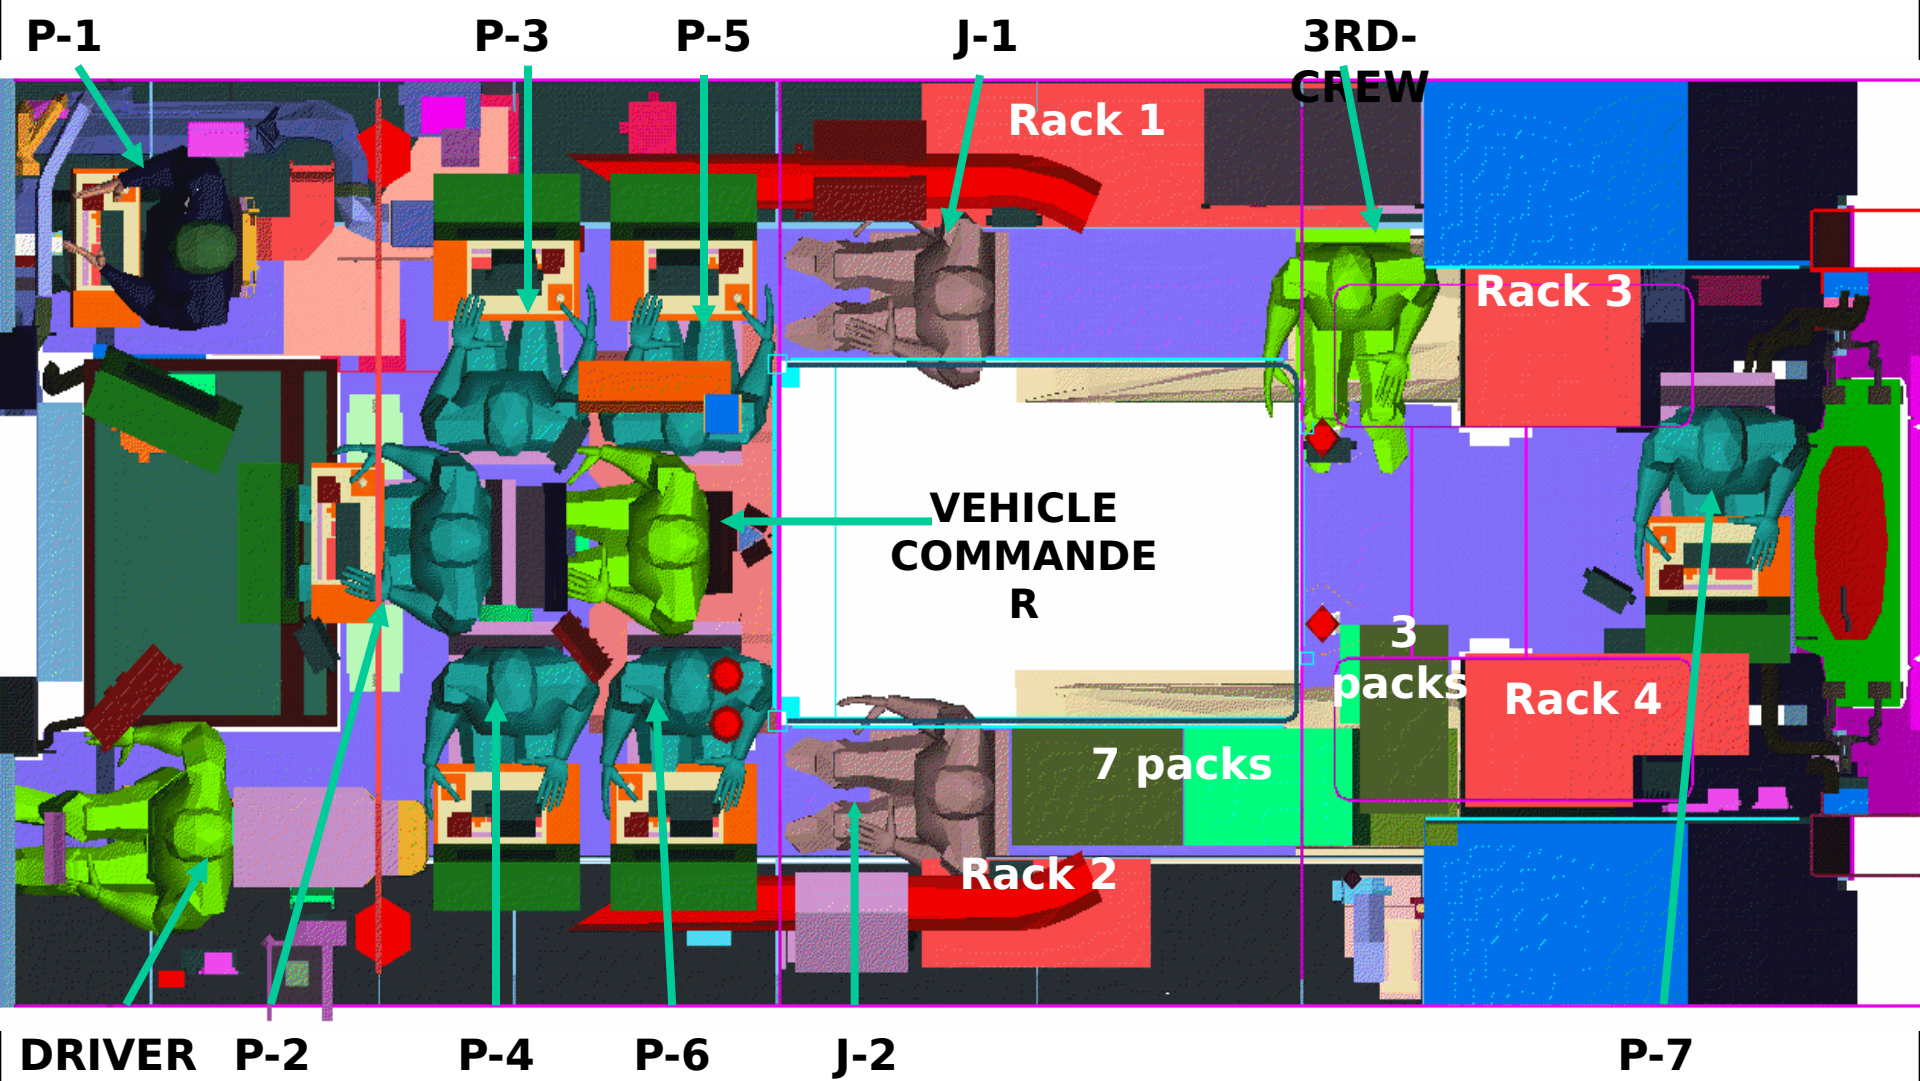 P-1
P-3
P-5
J-1
3RD-
CREW
Rack 1
Rack 3
VEHICLE
COMMANDE
R
3
packs
Rack 4
7 packs
Rack 2
DRIVER
P-2
P-4
P-6
J-2
P-7